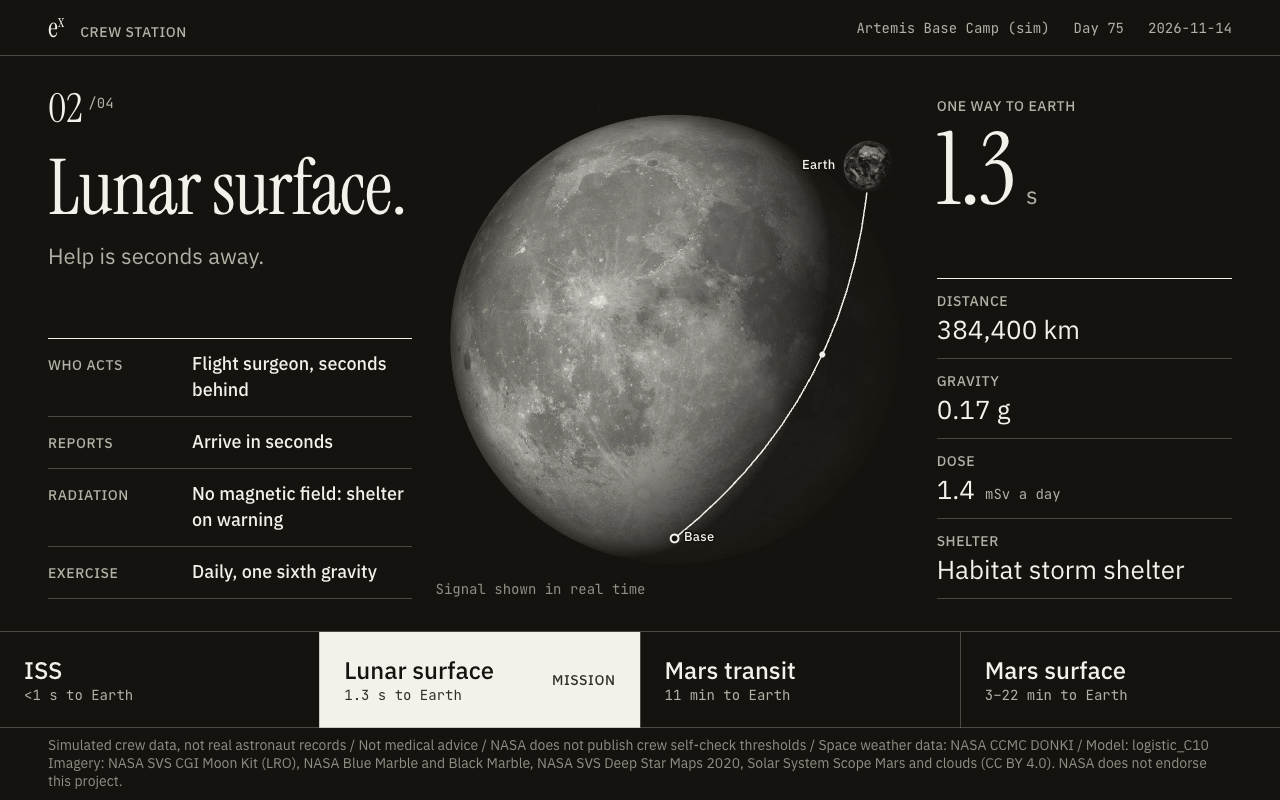 eˣ CREW STATION
Artemis Base Camp (sim) Day 75 2026-11-14
02 /04
Lunar surface.
Help is seconds away.
WHO ACTS Flight surgeon, seconds
behind
REPORTS Arrive in seconds
RADIATION No magnetic field: shelter
on warning
EXERCISE Daily, one sixth gravity
Earth
Base
Signal shown in real time
ONE WAY TO EARTH
1.3 s
DISTANCE
384,400 km
GRAVITY
0.17 g
DOSE
1.4 mSv a day
SHELTER
Habitat storm shelter
ISS
<1 s to Earth
Lunar surface
1.3 s to Earth
MISSION
Mars transit
11 min to Earth
Mars surface
3–22 min to Earth
Simulated crew data, not real astronaut records / Not medical advice / NASA does not publish crew self-check thresholds / Space weather data: NASA CCMC DONKI / Model: logistic_C10
Imagery: NASA SVS CGI Moon Kit (LRO), NASA Blue Marble and Black Marble, NASA SVS Deep Star Maps 2020, Solar System Scope Mars and clouds (CC BY 4.0). NASA does not endorse
this project.